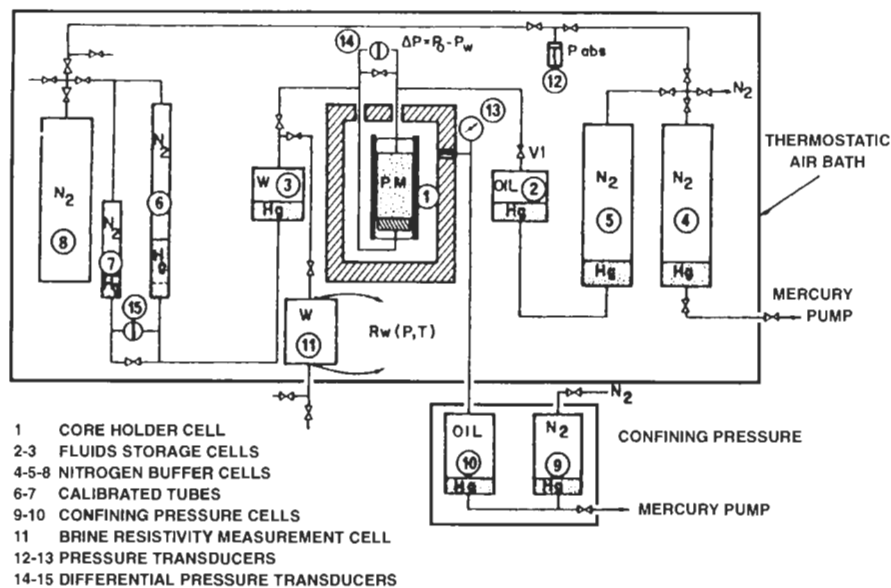 14 ΔP = Po - Pw
P abs
12
N2
13
THERMOSTATIC
AIR BATH
N2
8
N2
7
Hg
N2
6
Hg
15
W 3
Hg
P.M
1
V1
OIL 2
Hg
N2
5
Hg
N2
4
Hg
MERCURY
PUMP
W
11
Rw (P,T)
N2
OIL
10
Hg
N2
9
Hg
CONFINING PRESSURE
MERCURY PUMP
1 CORE HOLDER CELL
2-3 FLUIDS STORAGE CELLS
4-5-8 NITROGEN BUFFER CELLS
6-7 CALIBRATED TUBES
9-10 CONFINING PRESSURE CELLS
11 BRINE RESISTIVITY MEASUREMENT CELL
12-13 PRESSURE TRANSDUCERS
14-15 DIFFERENTIAL PRESSURE TRANSDUCERS